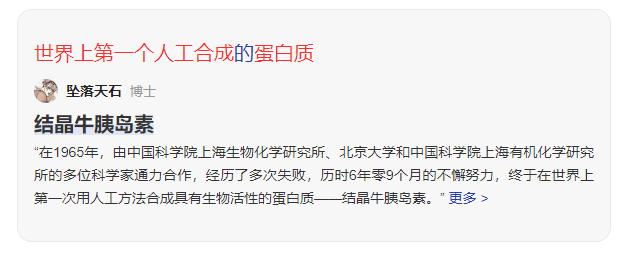 世界上第一个人工合成的蛋白质
坠落天石 博士
结晶牛胰岛素
“在1965年，由中国科学院上海生物化学研究所、北京大学和中国科学院上海有机化学研究
所的多位科学家通力合作，经历了多次失败，历时6年零9个月的不懈努力，终于在世界上
第一次用人工方法合成具有生物活性的蛋白质——结晶牛胰岛素。” 更多 >